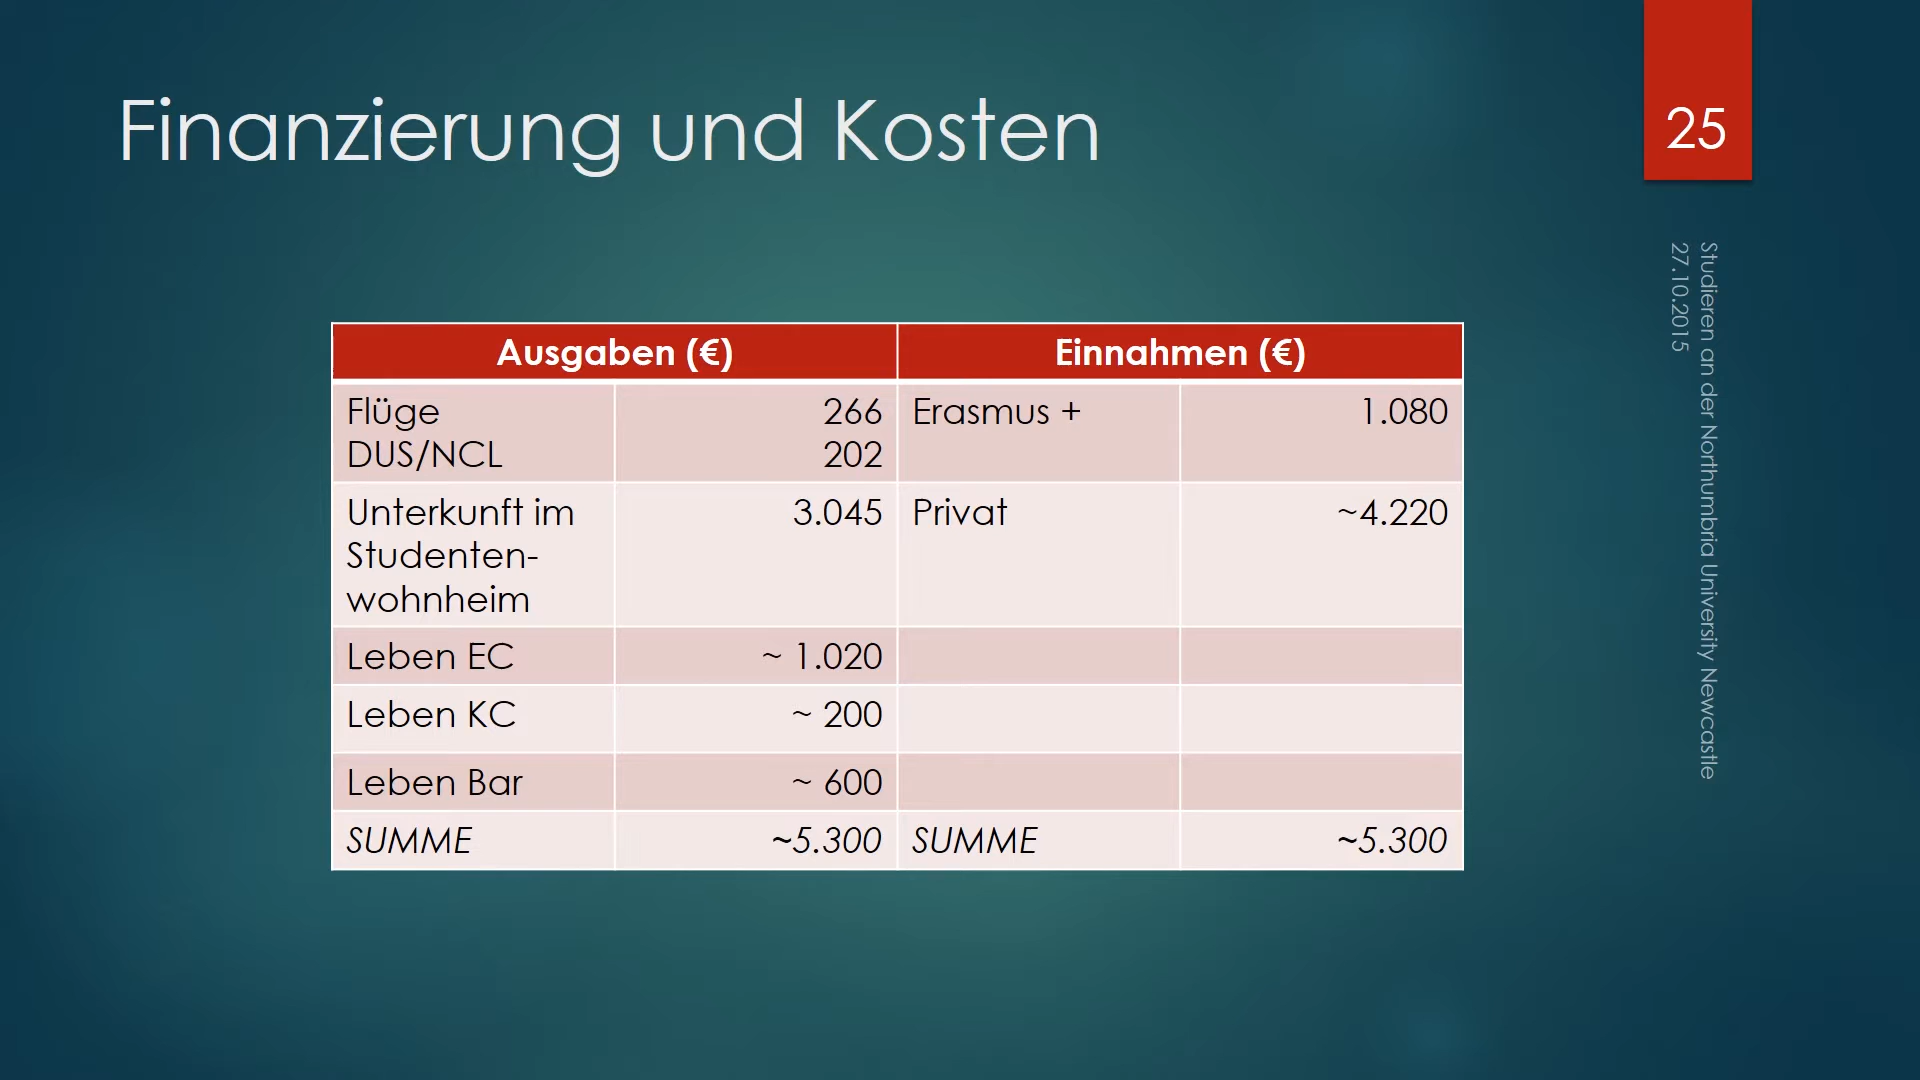 Finanzierung und Kosten
25
Studieren an der Northumbria University Newcastle
27.10.2015
Ausgaben (€) Einnahmen (€)
Flüge 266 Erasmus + 1.080
DUS/NCL 202
Unterkunft im 3.045 Privat ~4.220
Studenten-
wohnheim
Leben EC ~ 1.020
Leben KC ~ 200
Leben Bar ~ 600
SUMME ~5.300 SUMME ~5.300